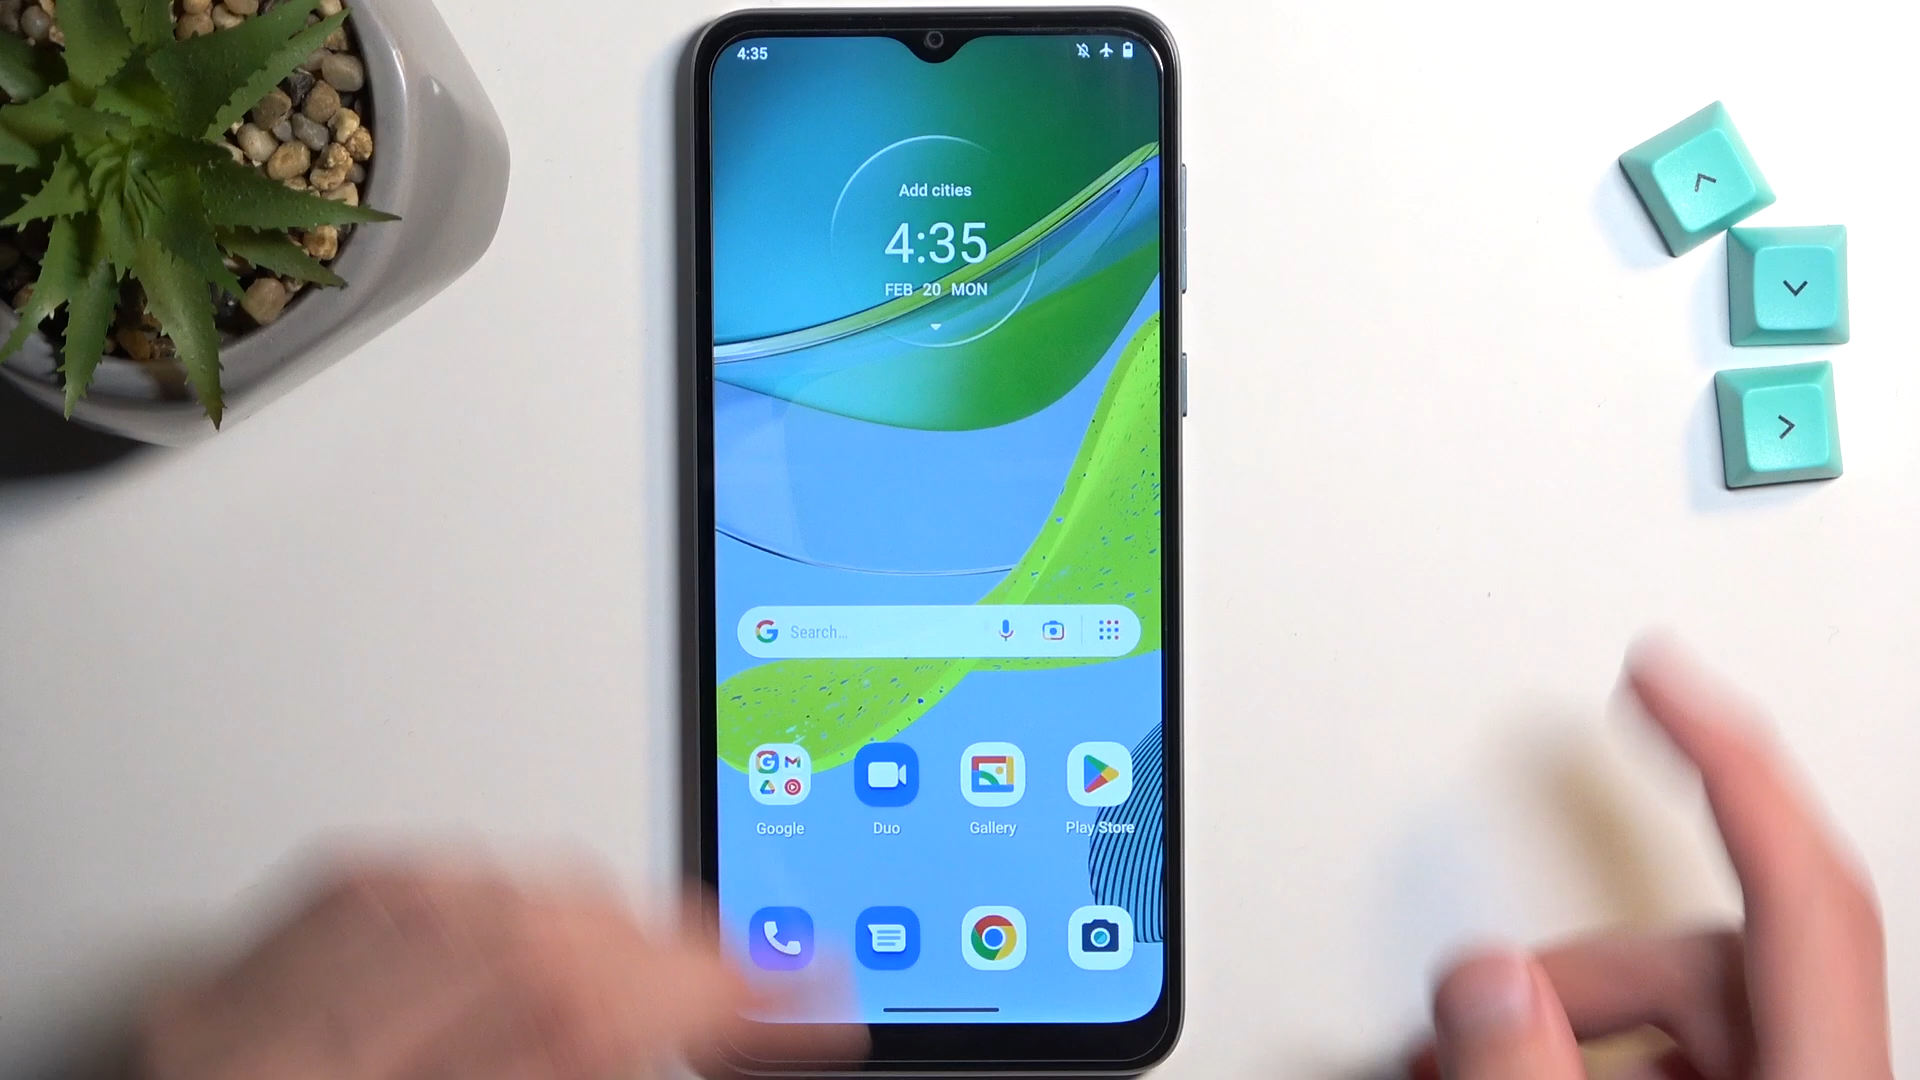 4:35
Add cities
4:35
FEB 20 MON
Search...
Google
Duo
Gallery
Play Store